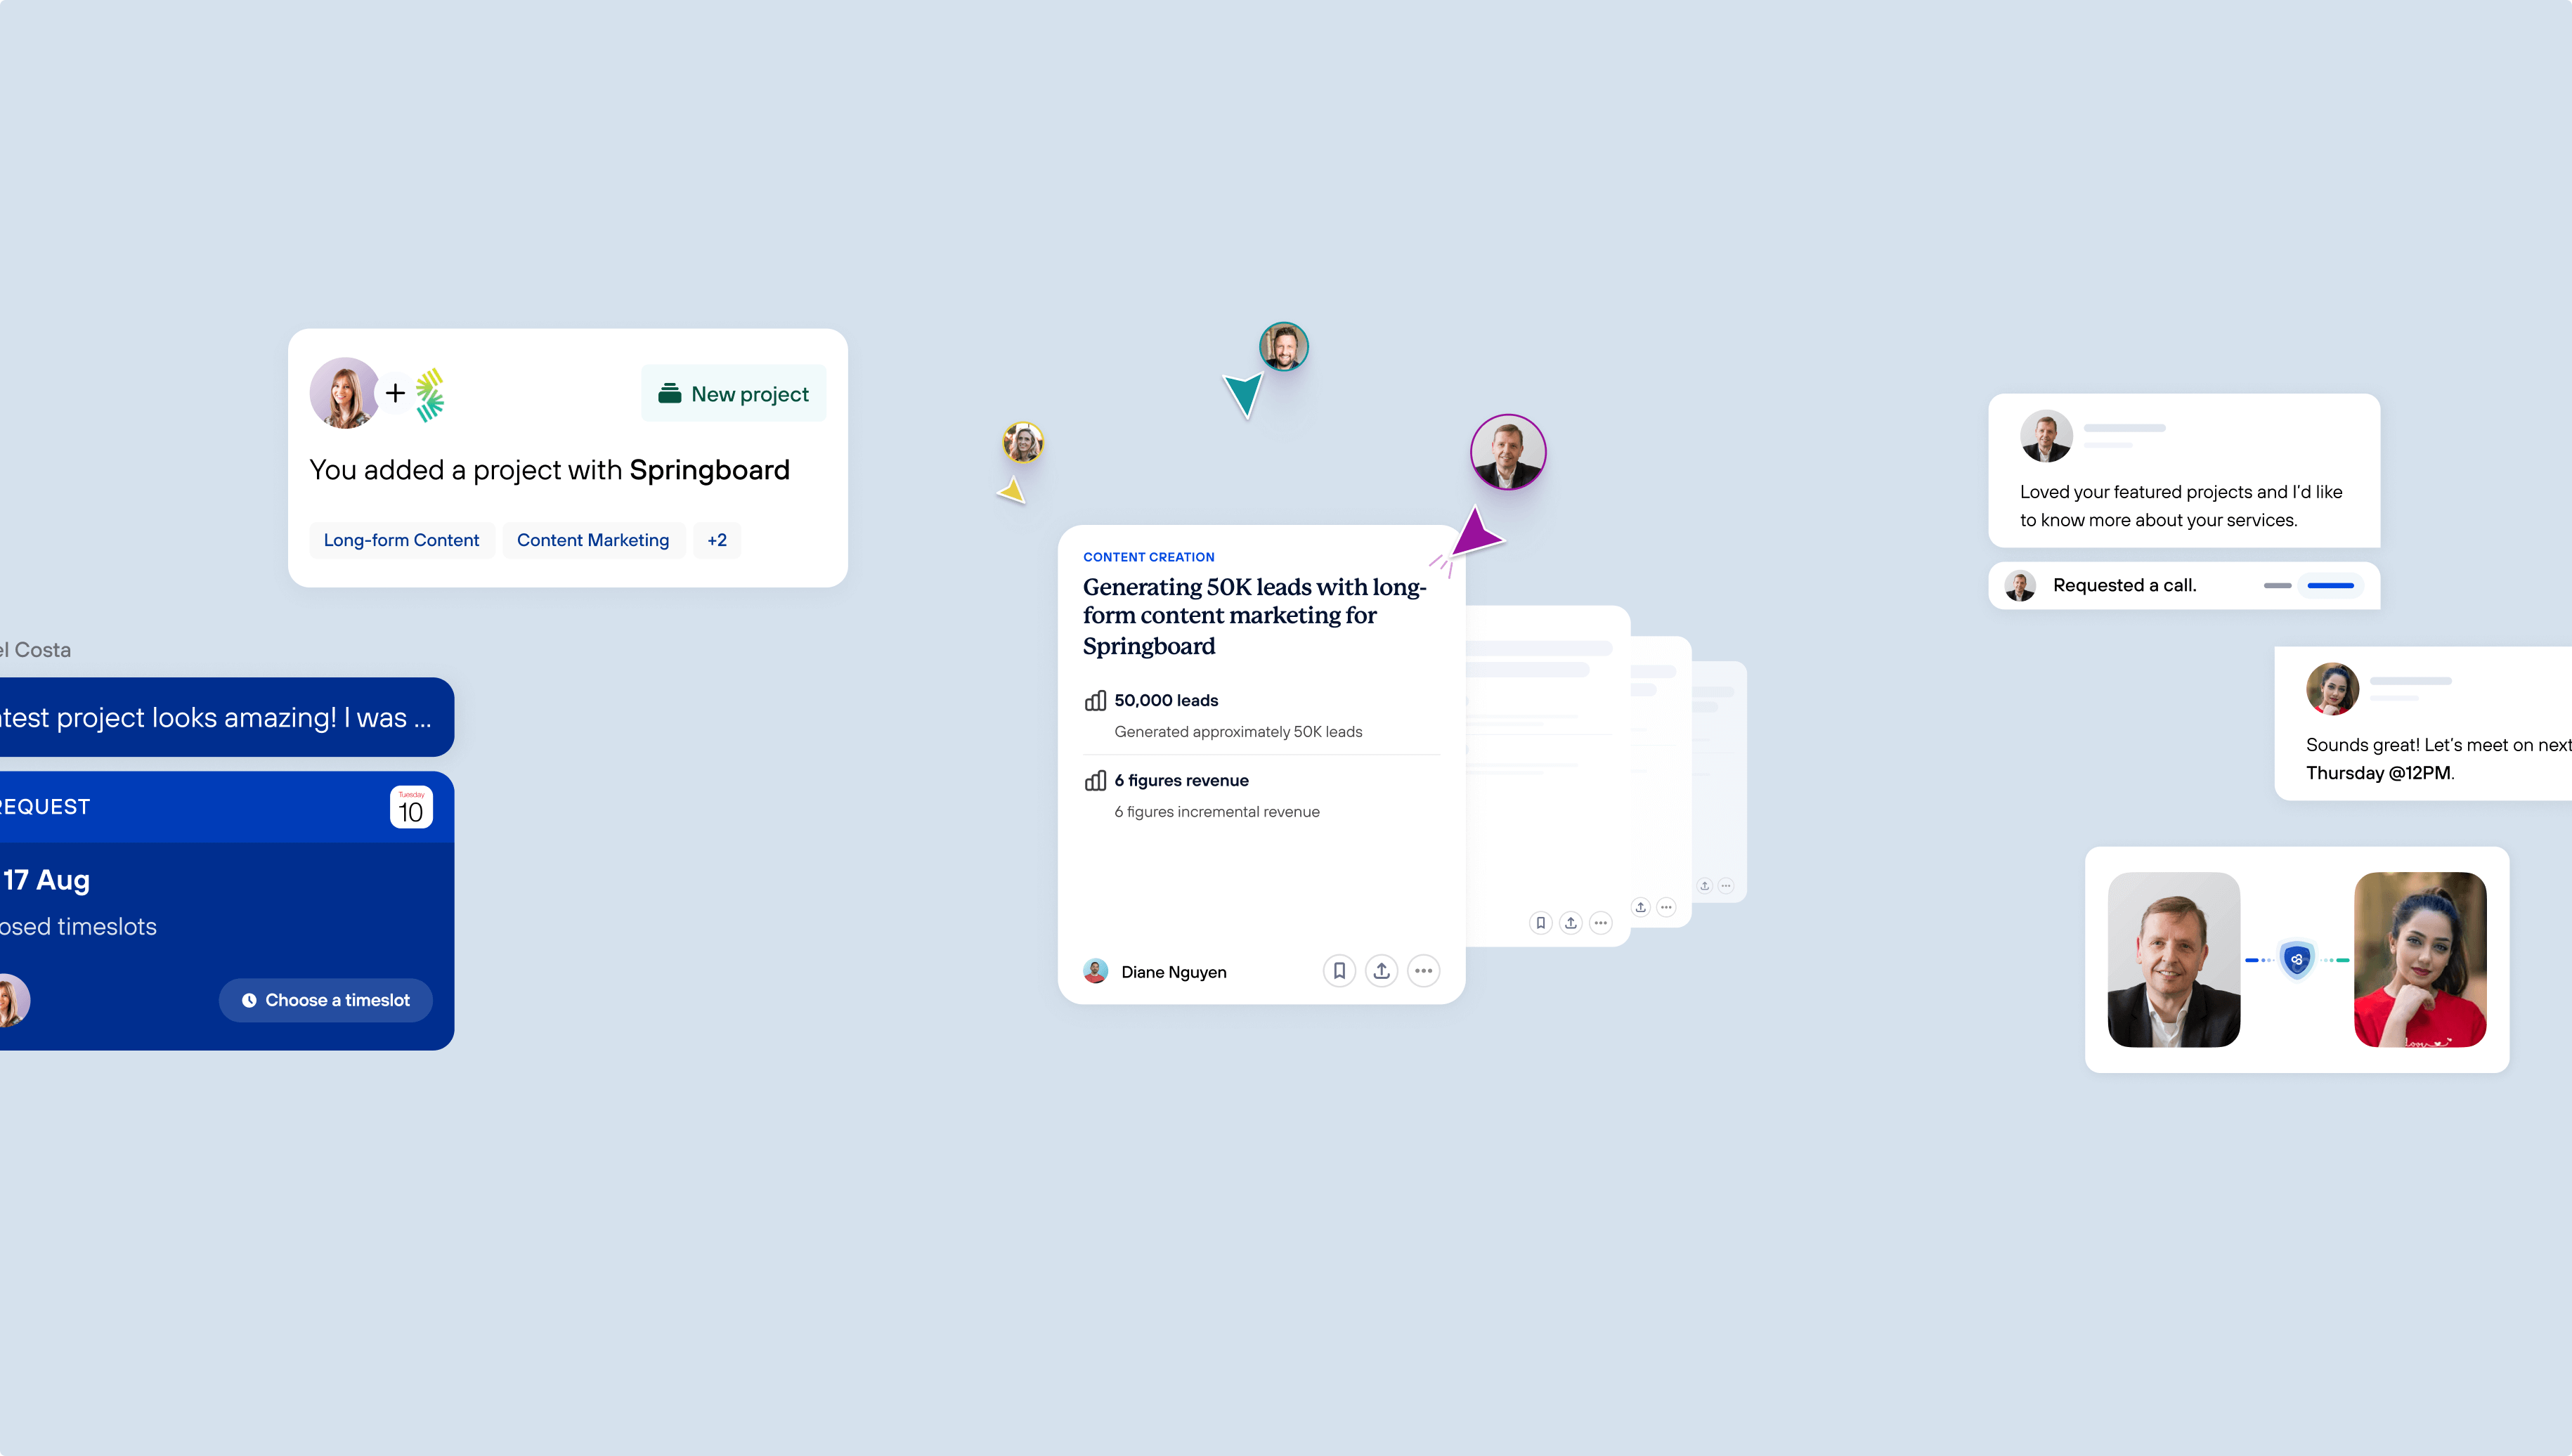 New project
You added a project with Springboard
Long-form Content
Content Marketing
+2
Costa
project looks amazing! I was ...
Tuesday
10
17 Aug
timeslots
Choose a timeslot
CONTENT CREATION
Generating 50K leads with long-
form content marketing for
Springboard
50,000 leads
Generated approximately 50K leads
6 figures revenue
6 figures incremental revenue
Diane Nguyen
Loved your featured projects and I'd like
to know more about your services.
Requested a call.
Sounds great! Let's meet on next
Thursday @12PM.